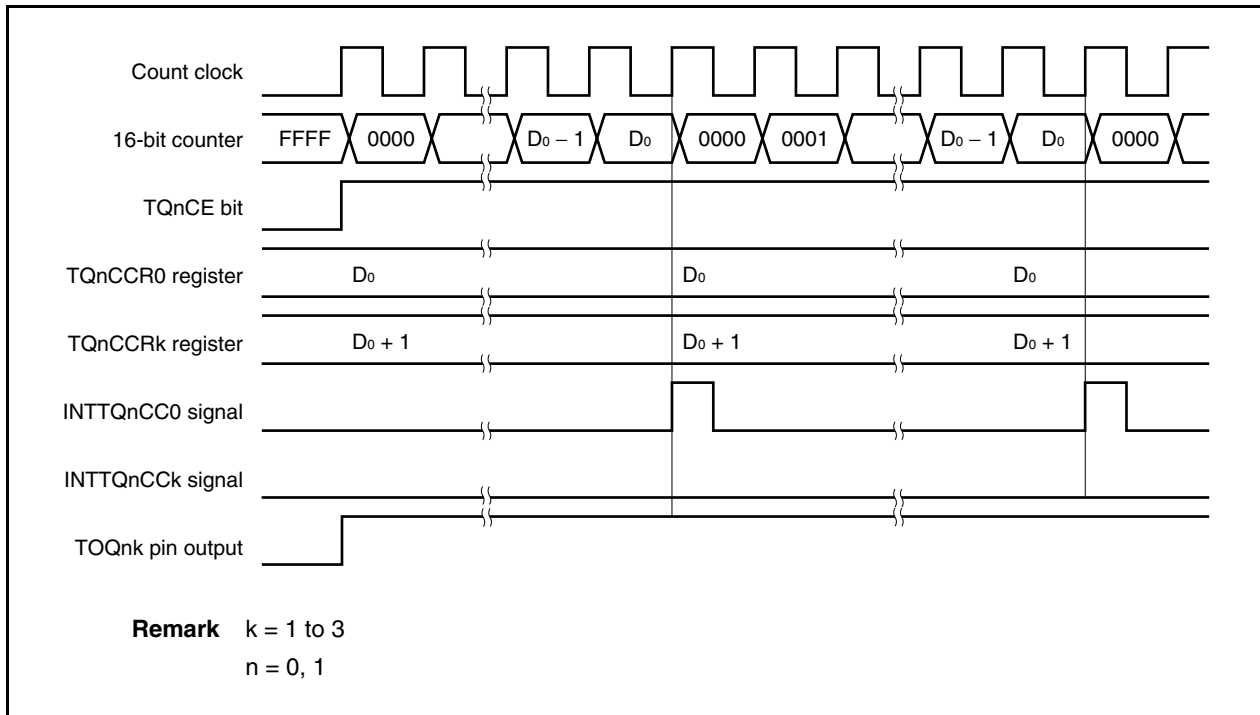 Count clock
16-bit counter FFFF 0000 D₀ − 1 D₀ 0000 0001 D₀ − 1 D₀ 0000
TQnCE bit
TQnCCR0 register D₀ D₀ D₀
TQnCCRk register D₀ + 1 D₀ + 1 D₀ + 1
INTTQnCC0 signal
INTTQnCCk signal
TOQnk pin output
Remark k = 1 to 3
n = 0, 1